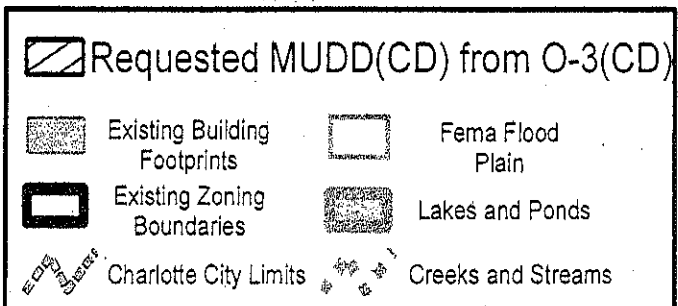 Requested MUDD(CD) from O-3(CD)
Existing Building
Footprints
Fema Flood
Plain
Existing Zoning
Boundaries
Lakes and Ponds
Charlotte City Limits
Creeks and Streams